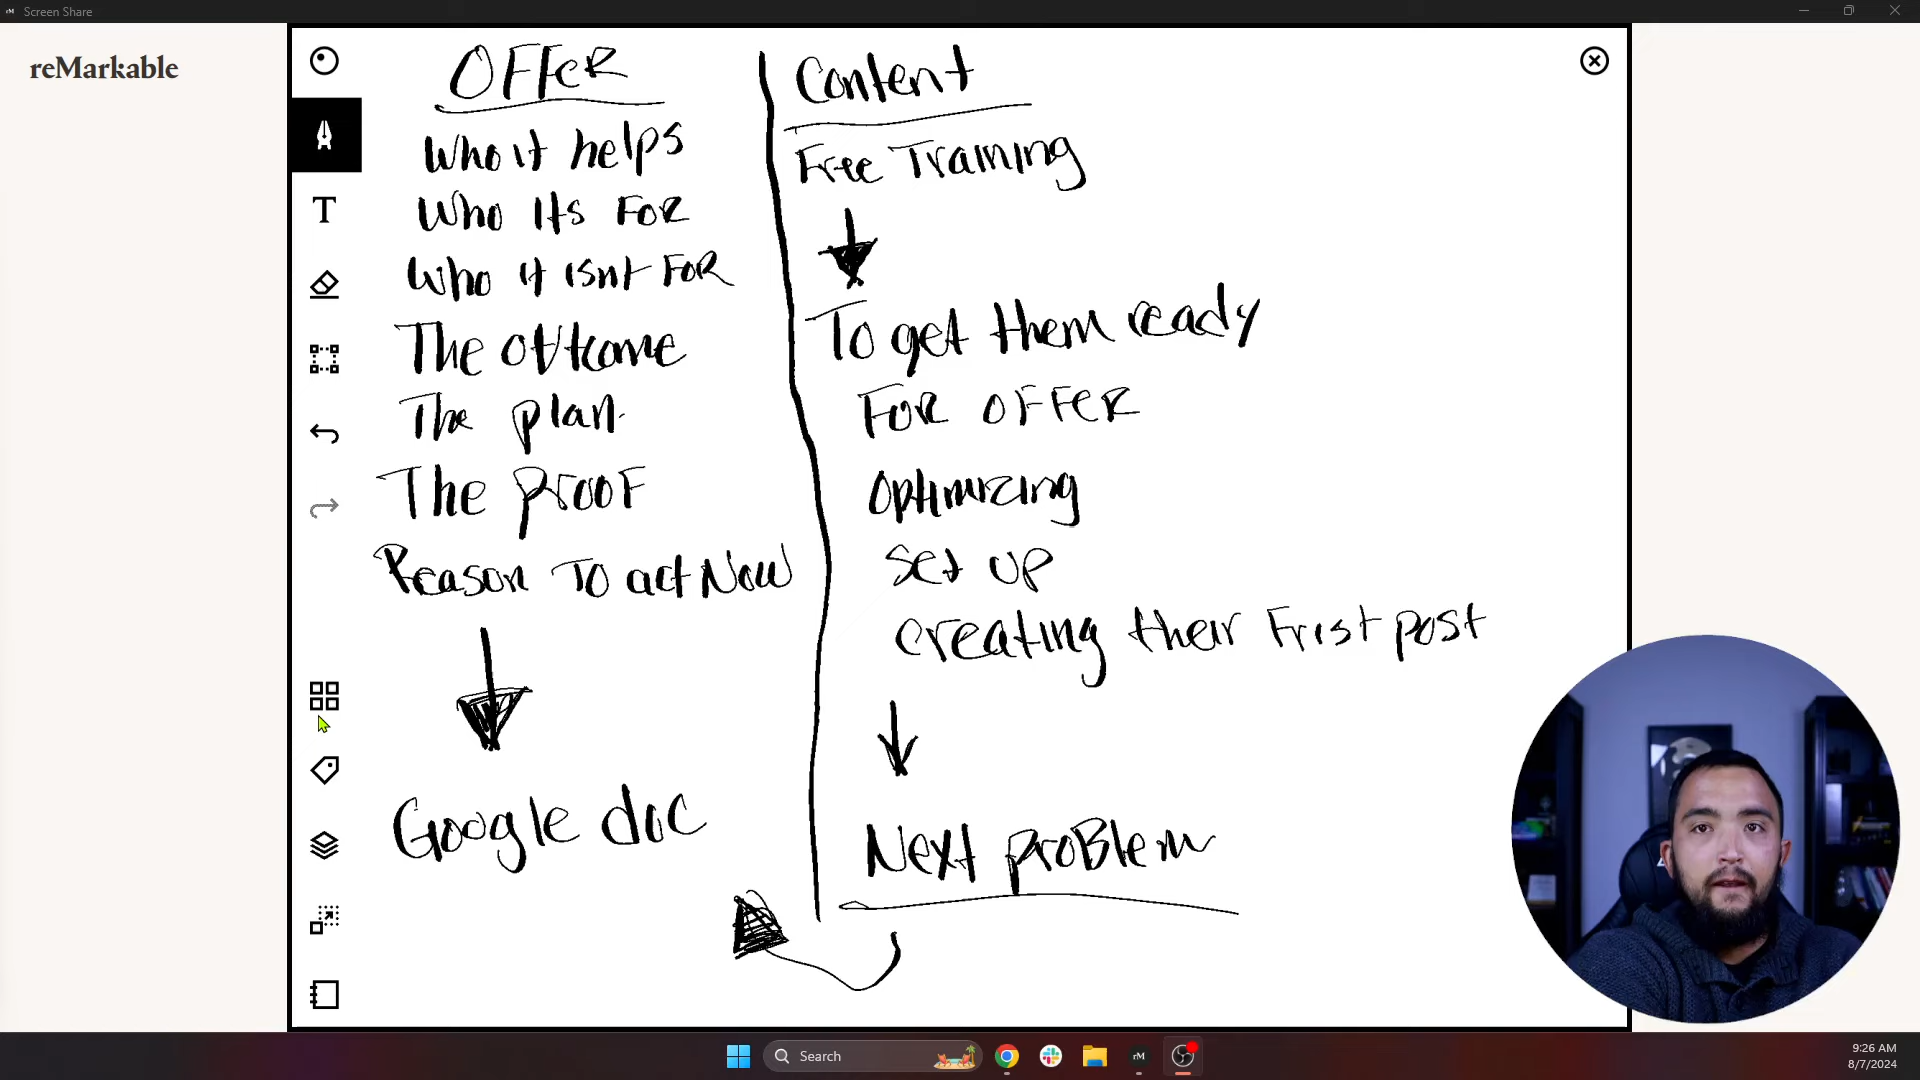 Screen Share
reMarkable
OFFER
Who it helps
Who Its FOR
Who it isnt FOR
The outcome
The plan
The proof
Reason To act Now
Google doc
Content
Free Training
To get them ready
FOR OFFER
Optimizing
Set up
creating their Frist post
Next problem
T
Search
rM
9:26 AM
8/7/2024